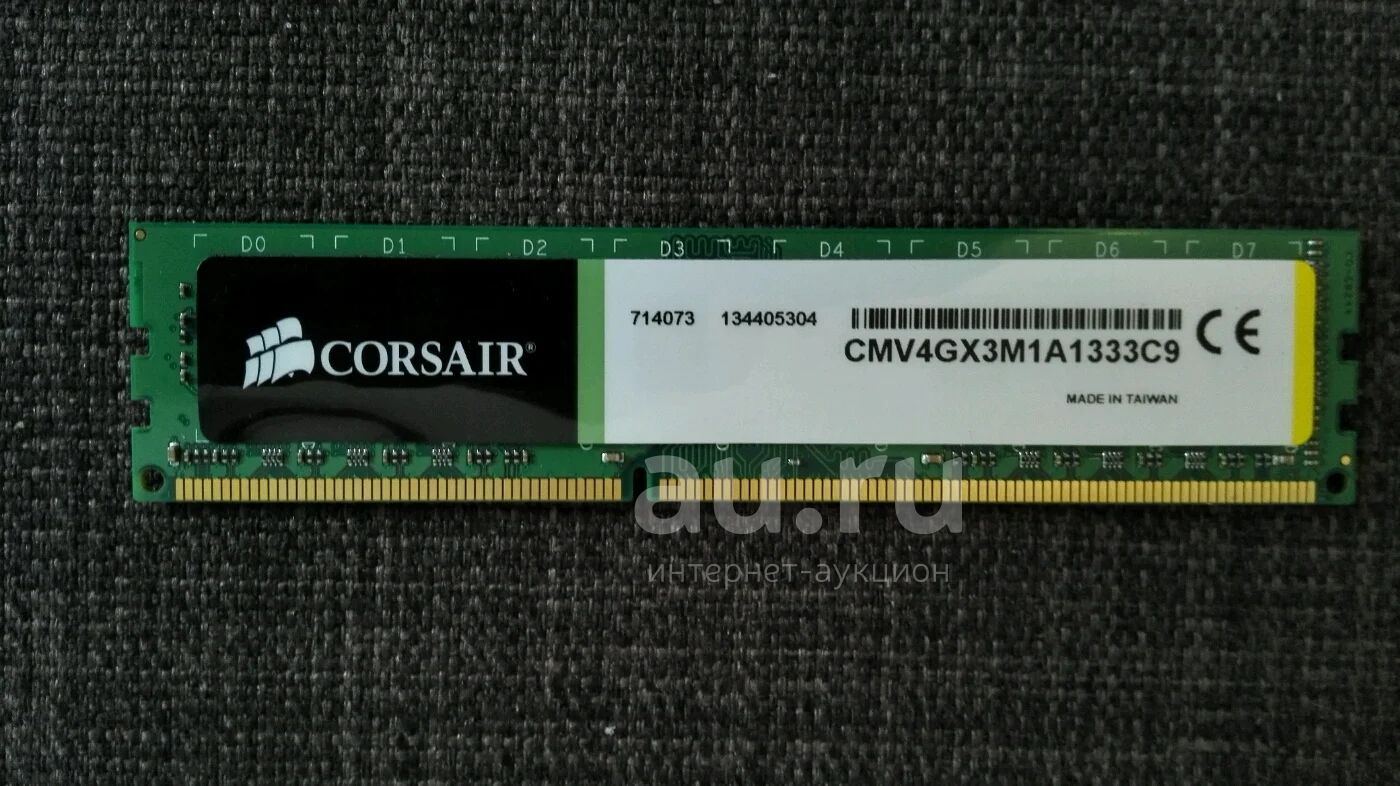 D0 D1 D2 D3 D4 D5 D6 D7
CORSAIR®
714073 134405304
CMV4GX3M1A1333C9
CE
MADE IN TAIWAN
au.ru
интернет-аукцион